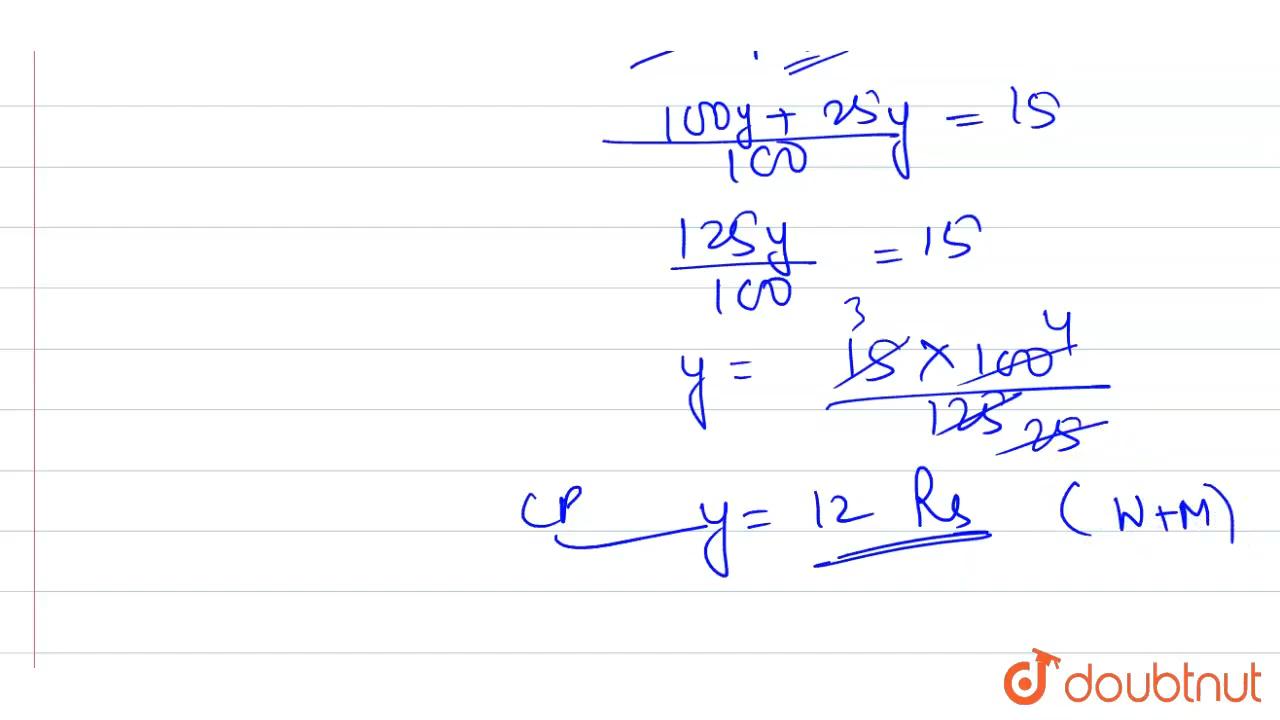 100y + 25y / 100 = 15
125y / 100 = 15
y = 15 × 100 / 125
3 4 25
CP y = 12 Rs (W+M)
doubtnut